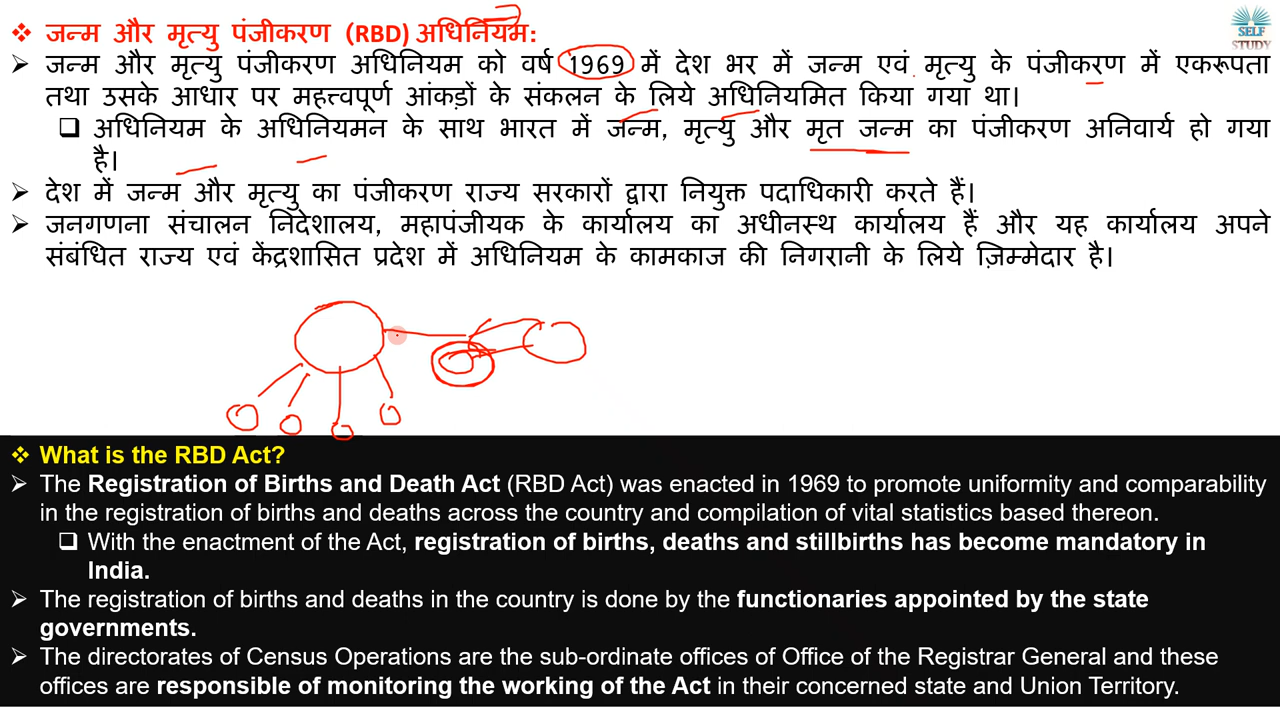 ❖ जन्म और मृत्यु पंजीकरण (RBD) अधिनियम:
SELF
STUDY
➤ जन्म और मृत्यु पंजीकरण अधिनियम को वर्ष 1969 में देश भर में जन्म एवं मृत्यु के पंजीकरण में एकरूपता
तथा उसके आधार पर महत्त्वपूर्ण आंकड़ों के संकलन के लिये अधिनियमित किया गया था।
❑ अधिनियम के अधिनियमन के साथ भारत में जन्म, मृत्यु और मृत जन्म का पंजीकरण अनिवार्य हो गया
है।
➤ देश में जन्म और मृत्यु का पंजीकरण राज्य सरकारों द्वारा नियुक्त पदाधिकारी करते हैं।
➤ जनगणना संचालन निदेशालय, महापंजीयक के कार्यालय का अधीनस्थ कार्यालय हैं और यह कार्यालय अपने
संबंधित राज्य एवं केंद्रशासित प्रदेश में अधिनियम के कामकाज की निगरानी के लिये ज़िम्मेदार है।
❖ What is the RBD Act?
➤ The Registration of Births and Death Act (RBD Act) was enacted in 1969 to promote uniformity and comparability
in the registration of births and deaths across the country and compilation of vital statistics based thereon.
❑ With the enactment of the Act, registration of births, deaths and stillbirths has become mandatory in
India.
➤ The registration of births and deaths in the country is done by the functionaries appointed by the state
governments.
➤ The directorates of Census Operations are the sub-ordinate offices of Office of the Registrar General and these
offices are responsible of monitoring the working of the Act in their concerned state and Union Territory.